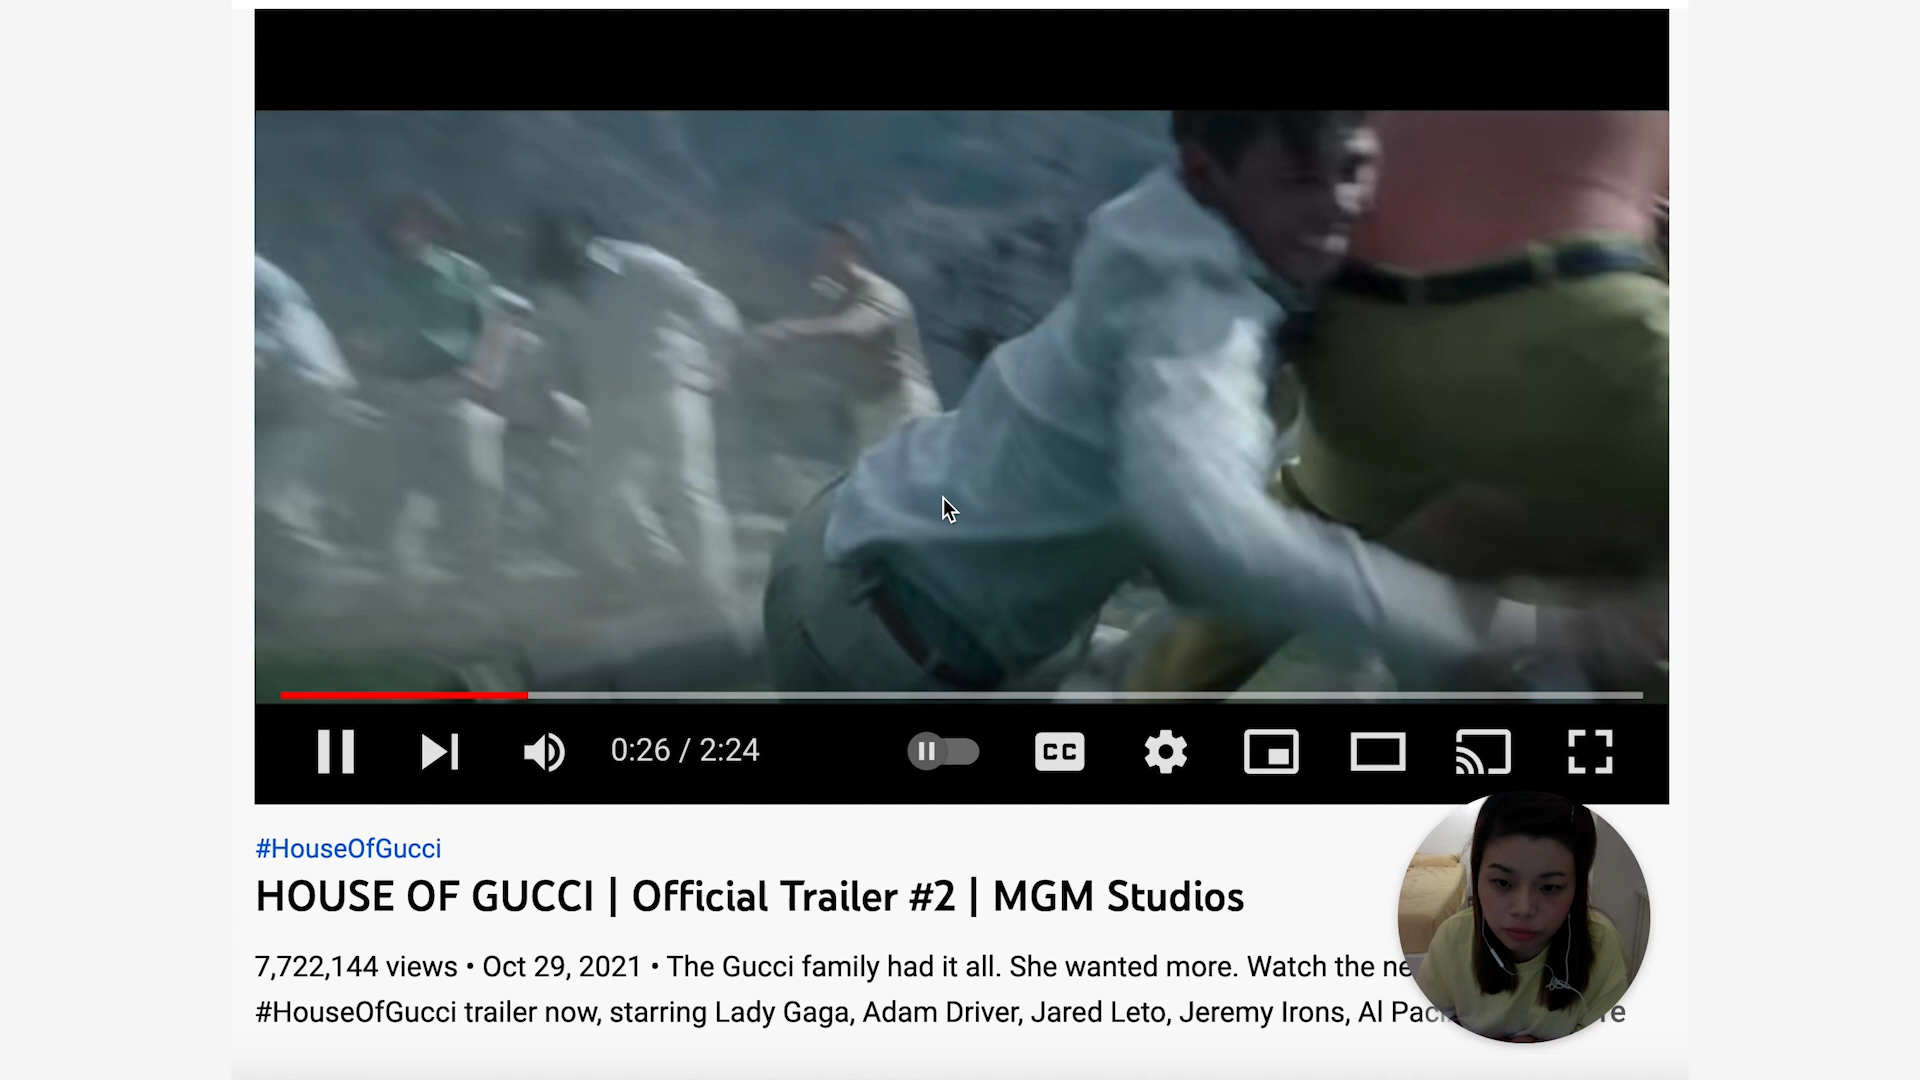 0:26 / 2:24
CC
#HouseOfGucci
HOUSE OF GUCCI | Official Trailer #2 | MGM Studios
7,722,144 views • Oct 29, 2021 • The Gucci family had it all. She wanted more. Watch the
#HouseOfGucci trailer now, starring Lady Gaga, Adam Driver, Jared Leto, Jeremy Irons, Al